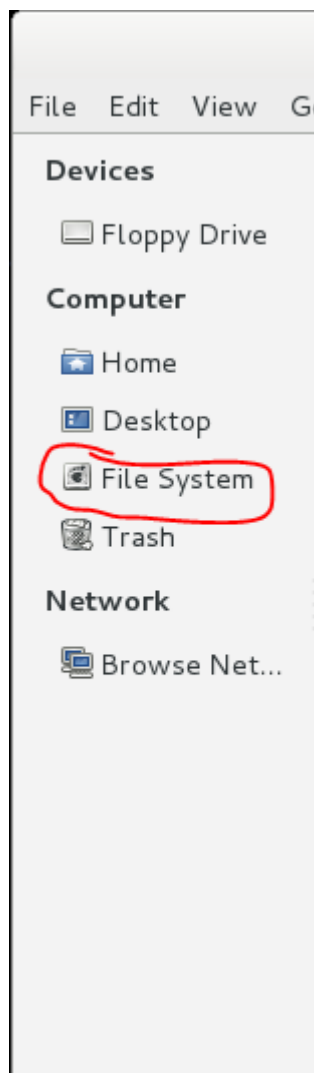 File Edit View G
Devices
Floppy Drive
Computer
Home
Desktop
File System
Trash
Network
Browse Net...